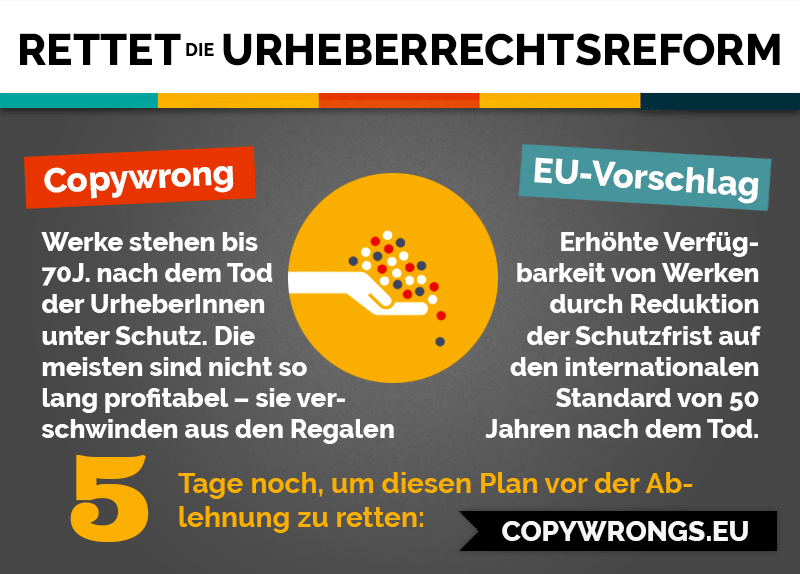 RETTET DIE URHEBERRECHTSREFORM
Copywrong
Werke stehen bis
70J. nach dem Tod
der UrheberInnen
unter Schutz. Die
meisten sind nicht so
lang profitabel – sie ver-
schwinden aus den Regalen
EU-Vorschlag
Erhöhte Verfüg-
barkeit von Werken
durch Reduktion
der Schutzfrist auf
den internationalen
Standard von 50
Jahren nach dem Tod.
5
Tage noch, um diesen Plan vor der Ab-
lehnung zu retten:
COPYWRONGS.EU